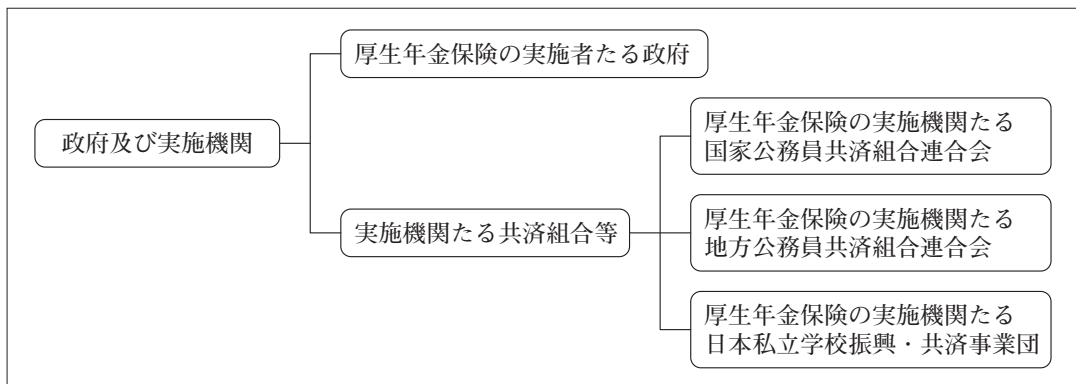 厚生年金保険の実施者たる政府
政府及び実施機関
実施機関たる共済組合等
厚生年金保険の実施機関たる
国家公務員共済組合連合会
厚生年金保険の実施機関たる
地方公務員共済組合連合会
厚生年金保険の実施機関たる
日本私立学校振興・共済事業団